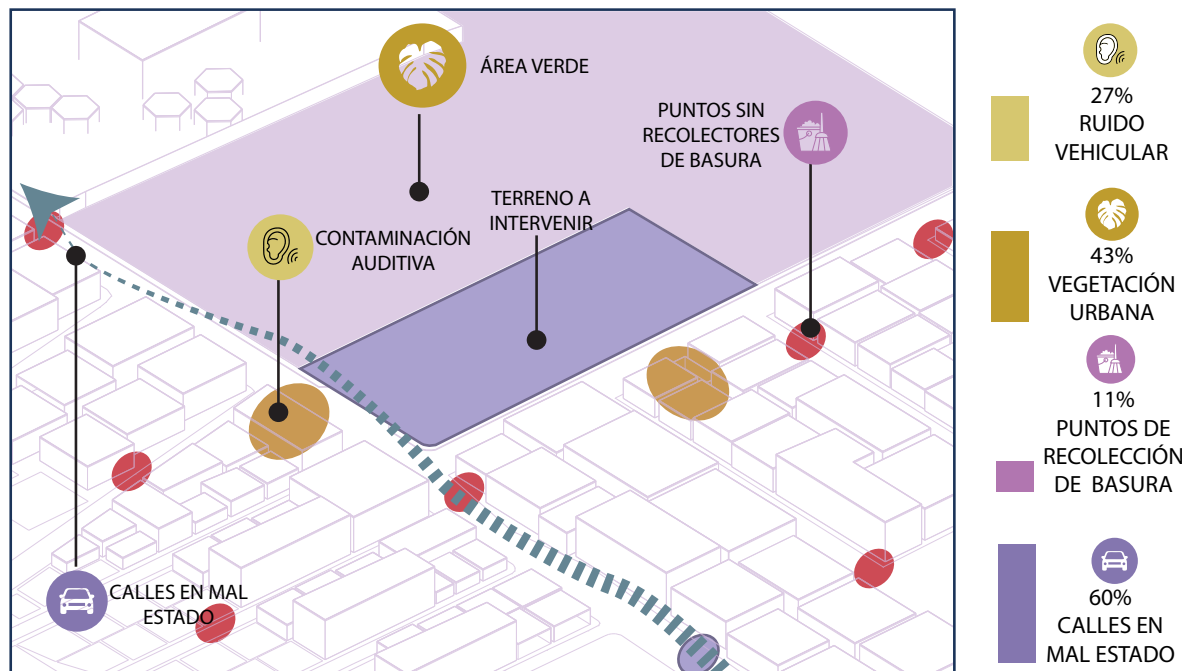 ÁREA VERDE
PUNTOS SIN
RECOLECTORES
DE BASURA
TERRENO A
INTERVENIR
CONTAMINACIÓN
AUDITIVA
CALLES EN MAL
ESTADO
27%
RUIDO
VEHICULAR
43%
VEGETACIÓN
URBANA
11%
PUNTOS DE
RECOLECCIÓN
DE BASURA
60%
CALLES EN
MAL ESTADO